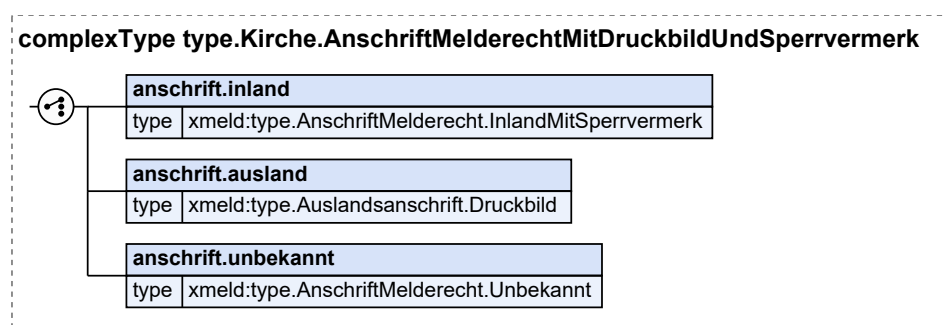 complexType type.Kirche.AnschriftMelderechtMitDruckbildUndSperrvermerk
anschrift.inland
type xmeld:type.AnschriftMelderecht.InlandMitSperrvermerk
anschrift.ausland
type xmeld:type.Auslandsanschrift.Druckbild
anschrift.unbekannt
type xmeld:type.AnschriftMelderecht.Unbekannt